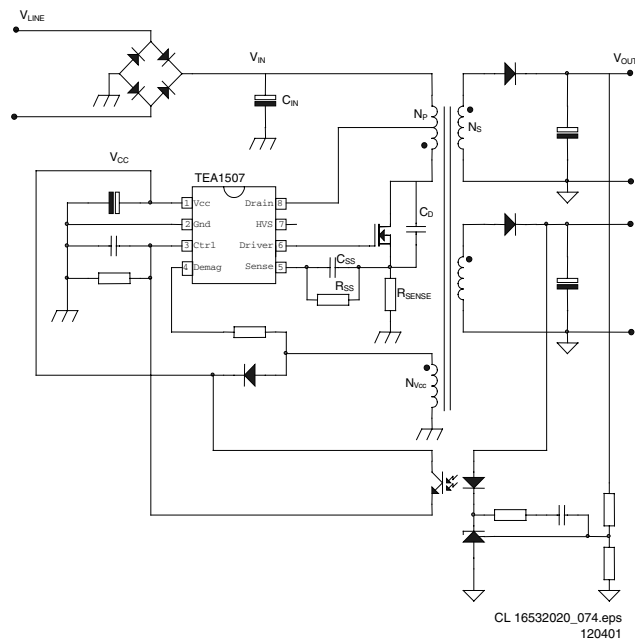 VLINE
VIN
VOUT
CIN
NP
NS
VCC
TEA1507
1 Vcc Drain 8
2 Gnd HVS 7
3 Ctrl Driver 6
4 Demag Sense 5
CD
CSS
RSS
RSENSE
NVcc
CL 16532020_074.eps
120401